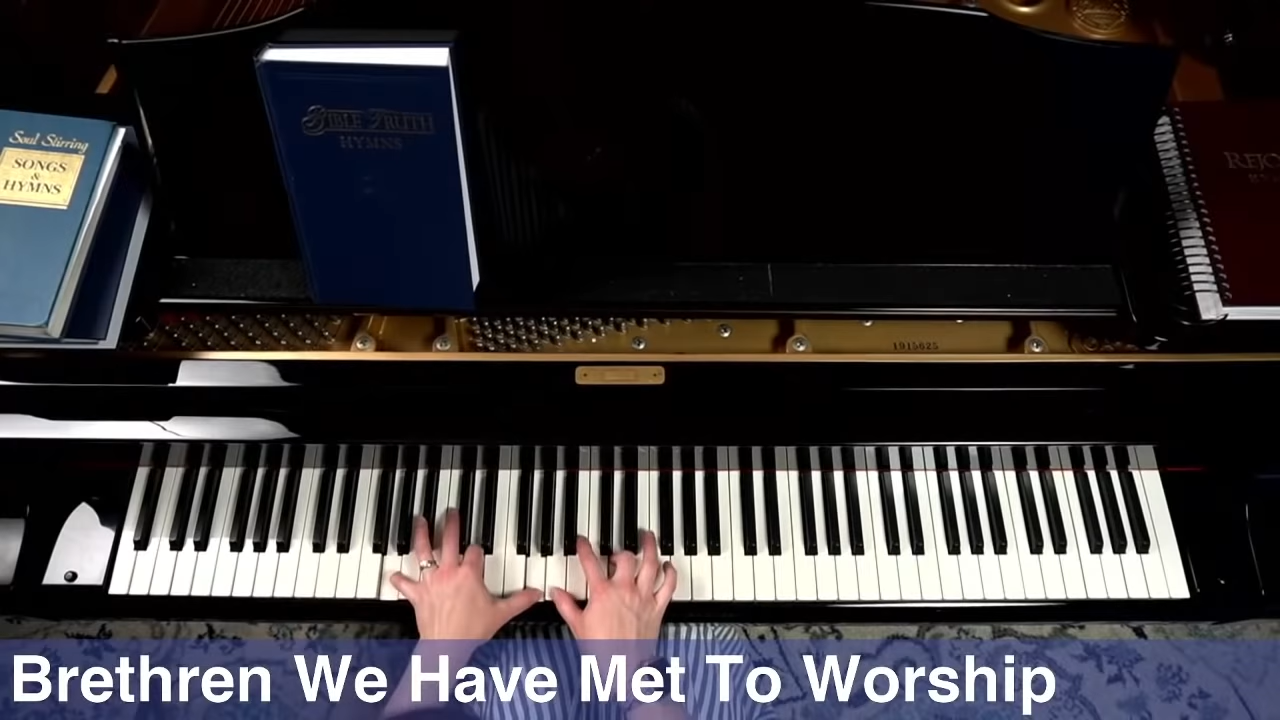 Soul Stirring
SONGS
&
HYMNS
BIBLE TRUTH
HYMNS
1915625
Brethren We Have Met To Worship